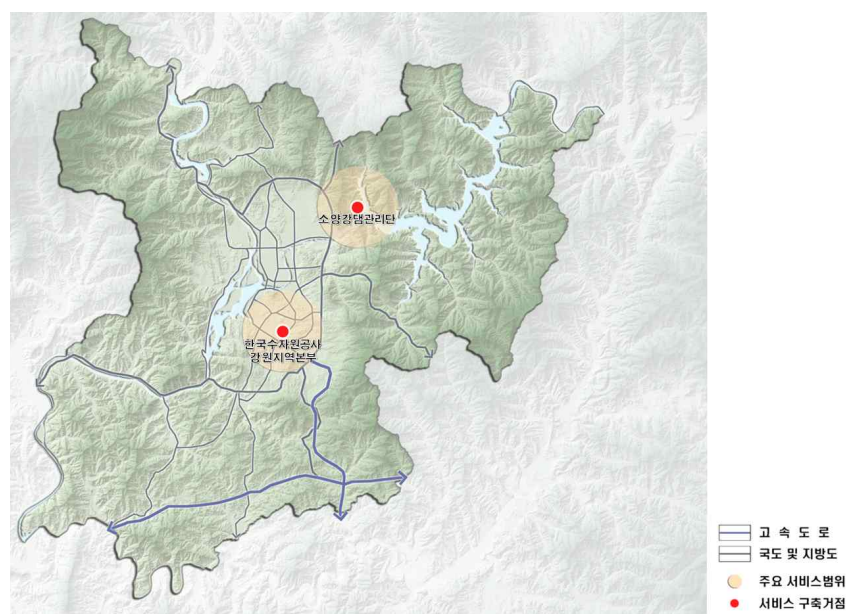 소양강댐관리단
한국수자원공사
강원지역본부
고 속 도 로
국도 및 지방도
주요 서비스범위
서비스 구축거점